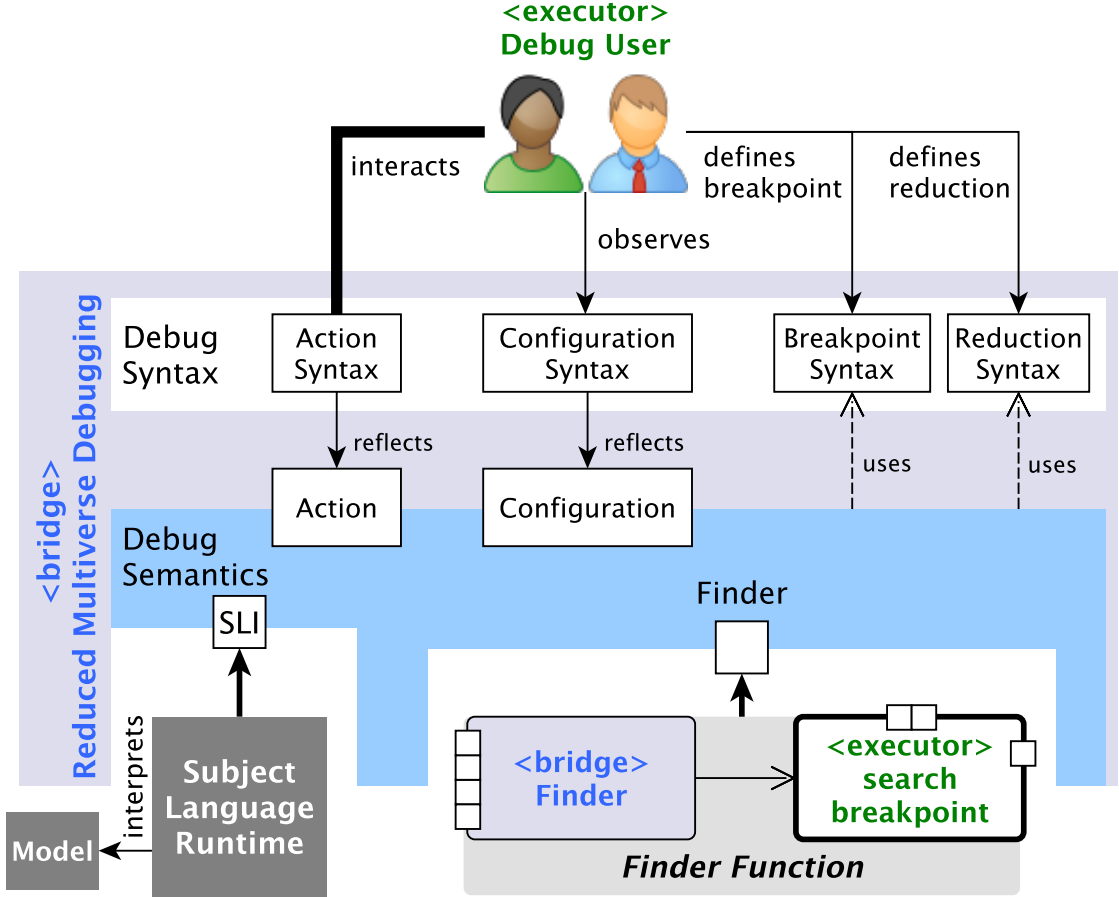 <executor>
Debug User
interacts
defines
breakpoint
defines
reduction
observes
<bridge>
Reduced Multiverse Debugging
Debug
Syntax
Action
Syntax
Configuration
Syntax
Breakpoint
Syntax
Reduction
Syntax
reflects
reflects
uses
uses
Action
Configuration
Debug
Semantics
SLI
Finder
interprets
Subject
Language
Runtime
Model
<bridge>
Finder
<executor>
search
breakpoint
Finder Function